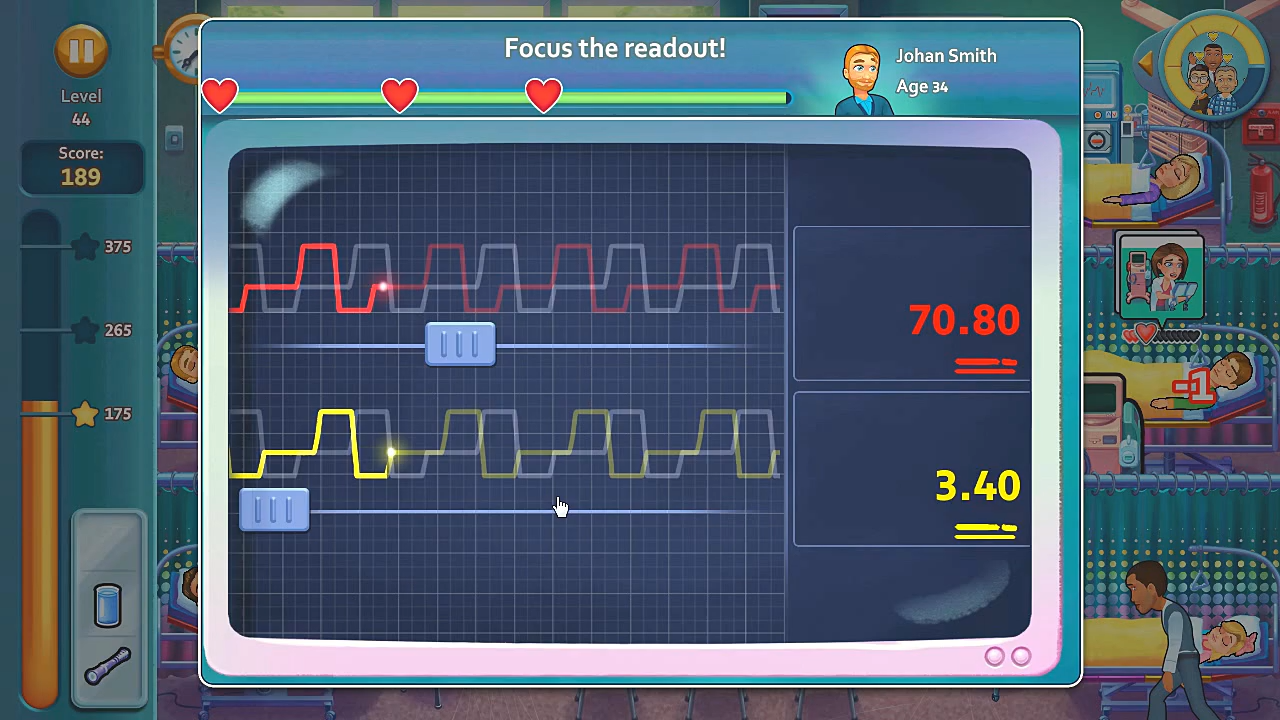 Focus the readout!
Johan Smith
Age 34
Level
44
Score:
189
375
265
175
70.80
3.40
-1